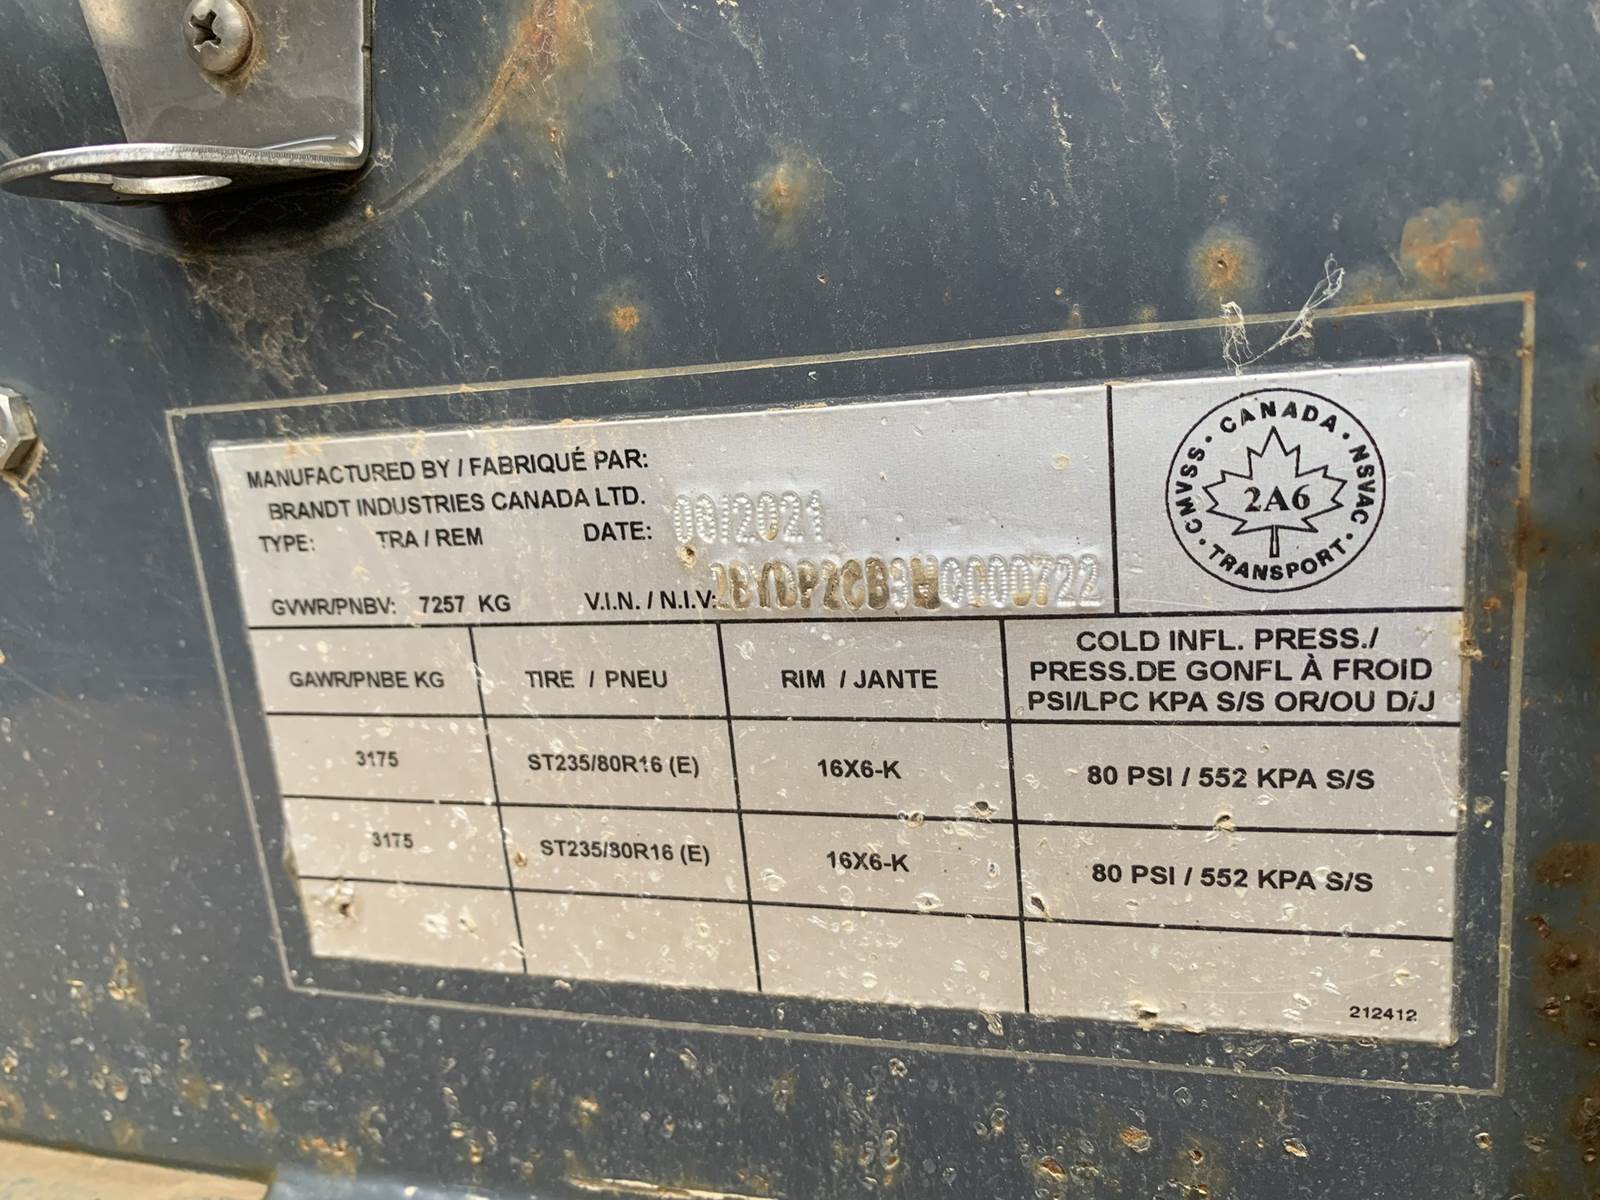 MANUFACTURED BY / FABRIQUÉ PAR:
BRANDT INDUSTRIES CANADA LTD.
TYPE: TRA / REM DATE: 06/2021
GVWR/PNBV: 7257 KG V.I.N. / N.I.V:
CANADA • NSVAC • TRANSPORT • CMVSS •
2A6
GAWR/PNBE KG TIRE / PNEU RIM / JANTE COLD INFL. PRESS./
PRESS.DE GONFL À FROID
PSI/LPC KPA S/S OR/OU D/J
3175 ST235/80R16 (E) 16X6-K 80 PSI / 552 KPA S/S
3175 ST235/80R16 (E) 16X6-K 80 PSI / 552 KPA S/S
212412